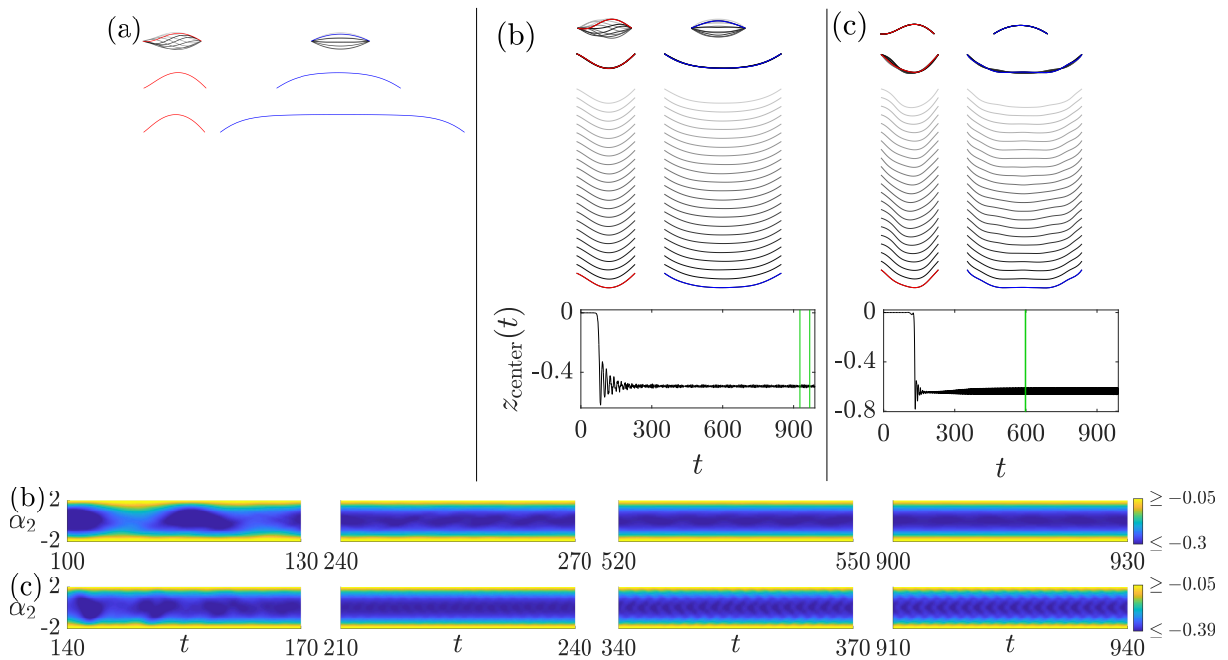 (a)
(b)
(c)
z_center(t)
0
-0.4
0 300 600 900
t
0
-0.4
-0.8
0 300 600 900
t
(b)
α₂
2
-2
100 130 240 270 520 550 900 930
≥ −0.05
≤ −0.3
(c)
α₂
2
-2
140 t 170 210 t 240 340 t 370 910 t 940
≥ −0.05
≤ −0.39